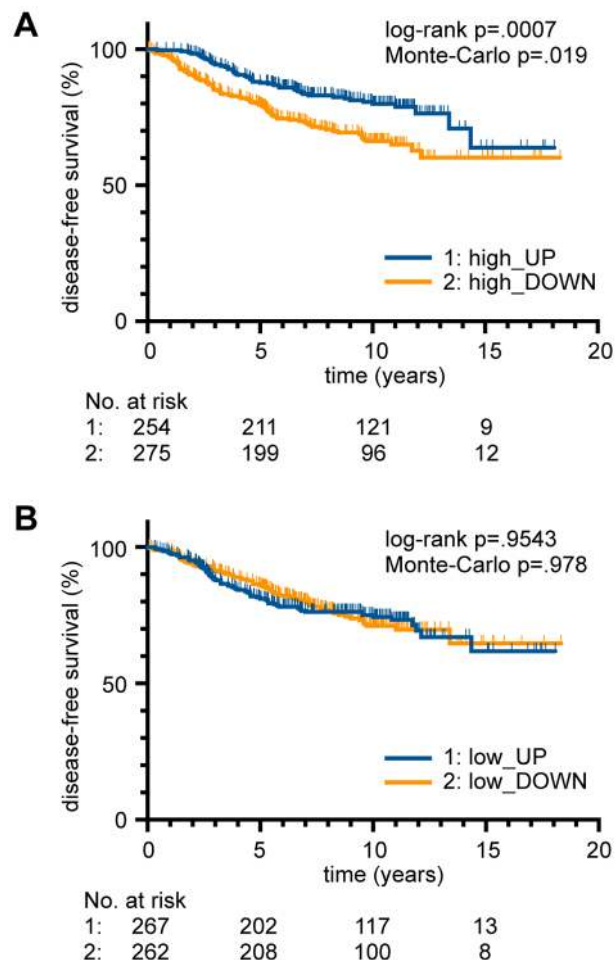 A
log-rank p=.0007
Monte-Carlo p=.019
disease-free survival (%)
100
50
0
1: high_UP
2: high_DOWN
0 5 10 15 20
time (years)
No. at risk
1: 254 211 121 9
2: 275 199 96 12
B
log-rank p=.9543
Monte-Carlo p=.978
disease-free survival (%)
100
50
0
1: low_UP
2: low_DOWN
0 5 10 15 20
time (years)
No. at risk
1: 267 202 117 13
2: 262 208 100 8